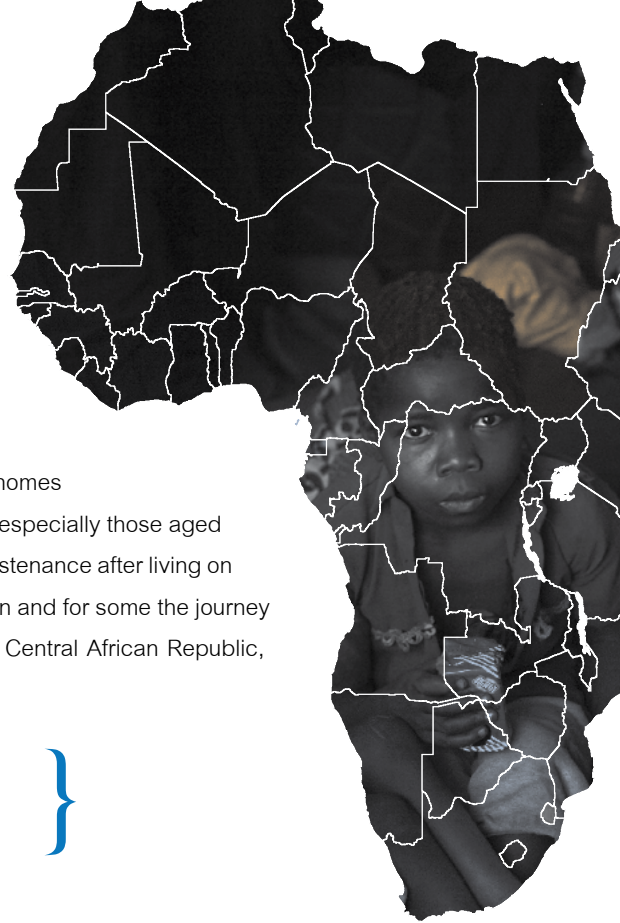 homes
especially those aged
stenance after living on
n and for some the journey
Central African Republic,
}